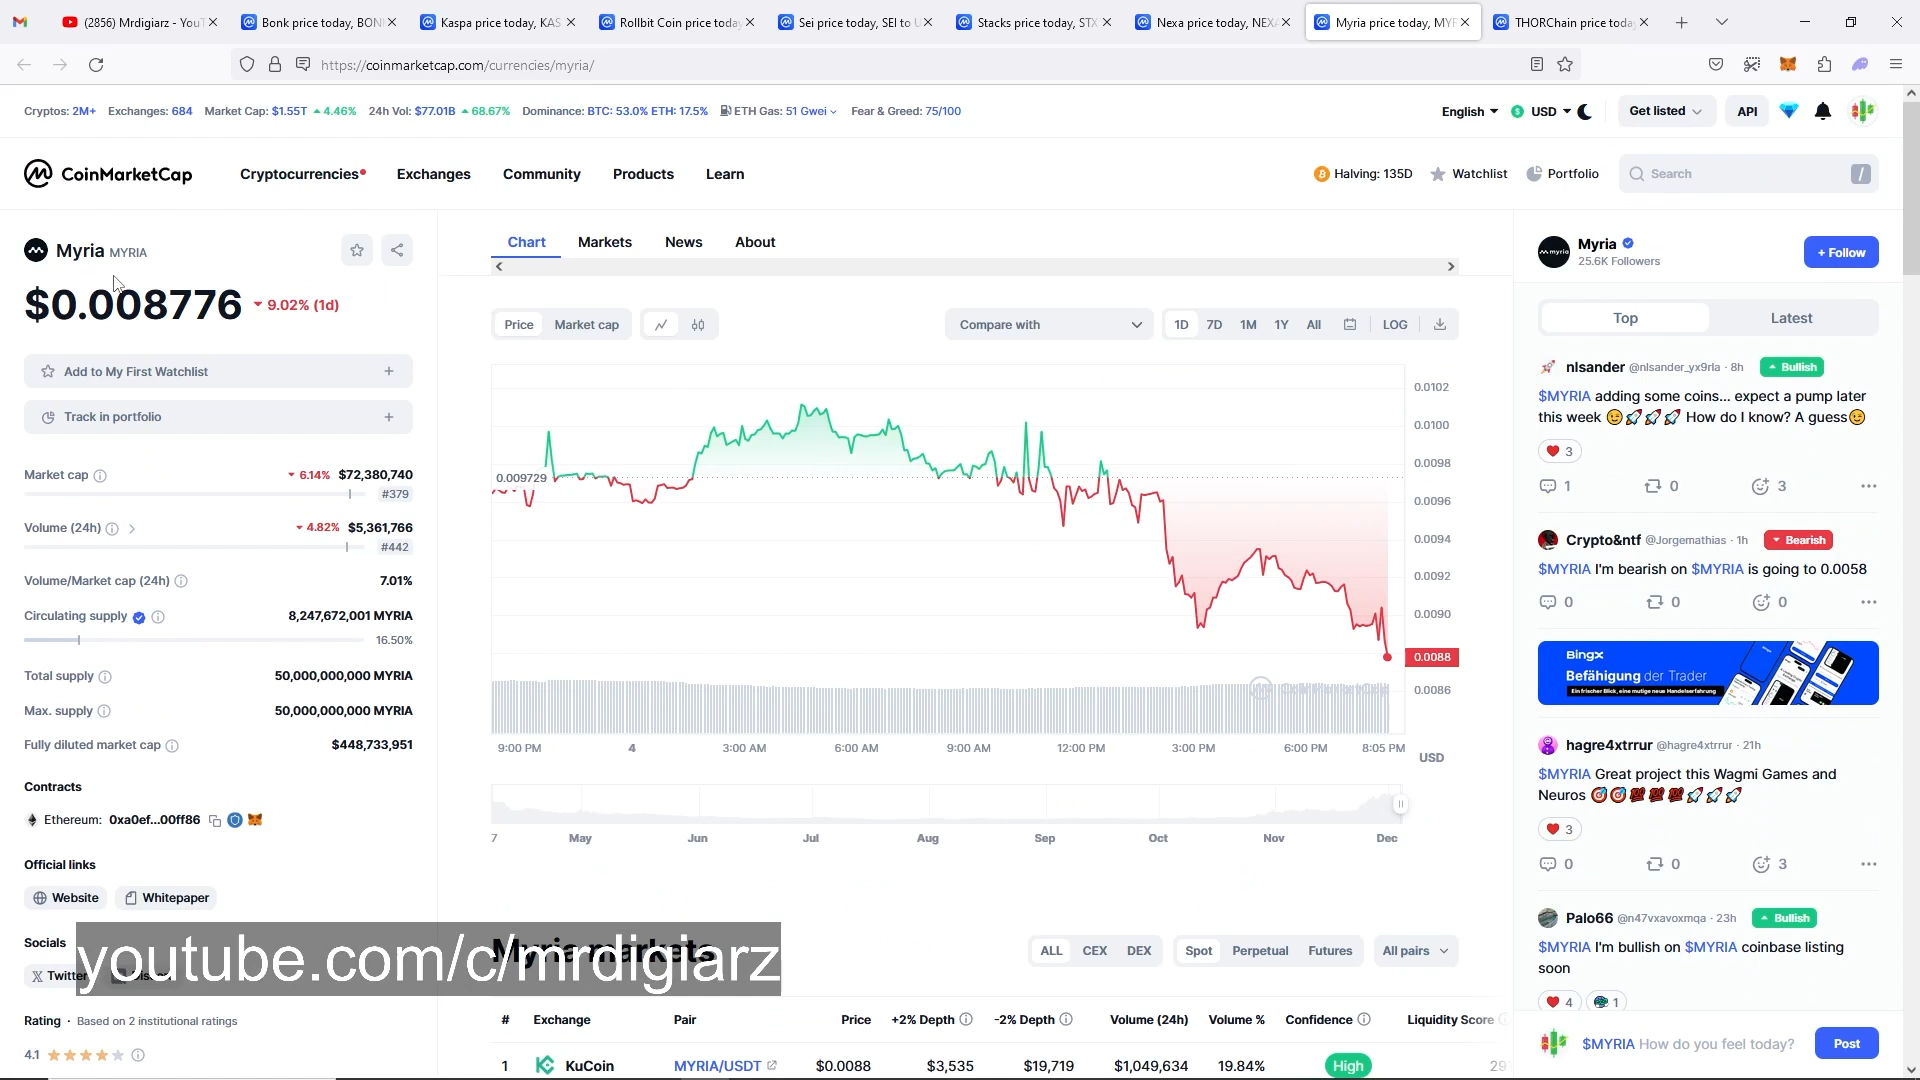 (2856) Mrdigiarz - YouT
Bonk price today, BON
Kaspa price today, KAS
Rollbit Coin price today
Sei price today, SEI to U
Stacks price today, STX
Nexa price today, NEXA
Myria price today, MYR
THORChain price today
https://coinmarketcap.com/currencies/myria/
Cryptos: 2M+ Exchanges: 684 Market Cap: $1.55T 4.46% 24h Vol: $77.01B 68.67% Dominance: BTC: 53.0% ETH: 17.5% ETH Gas: 51 Gwei Fear & Greed: 75/100
English USD Get listed API
CoinMarketCap Cryptocurrencies Exchanges Community Products Learn
Halving: 135D Watchlist Portfolio Search /
Myria MYRIA
$0.008776 9.02% (1d)
Add to My First Watchlist +
Track in portfolio +
Market cap 6.14% $72,380,740
#379
Volume (24h) 4.82% $5,361,766
#442
Volume/Market cap (24h) 7.01%
Circulating supply 8,247,672,001 MYRIA
16.50%
Total supply 50,000,000,000 MYRIA
Max. supply 50,000,000,000 MYRIA
Fully diluted market cap $448,733,951
Contracts
Ethereum: 0xa0ef...00ff86
Official links
Website Whitepaper
Socials
Twitter
youtube.com/c/mrdigiarz
Rating · Based on 2 institutional ratings
4.1
Chart Markets News About
Price Market cap
Compare with 1D 7D 1M 1Y All LOG
0.009729
0.0102
0.0100
0.0098
0.0096
0.0094
0.0092
0.0090
0.0088
0.0086
9:00 PM 4 3:00 AM 6:00 AM 9:00 AM 12:00 PM 3:00 PM 6:00 PM 8:05 PM
USD
7 May Jun Jul Aug Sep Oct Nov Dec
Myria markets
ALL CEX DEX Spot Perpetual Futures All pairs
# Exchange Pair Price +2% Depth -2% Depth Volume (24h) Volume % Confidence Liquidity Score
1 KuCoin MYRIA/USDT $0.0088 $3,535 $19,719 $1,049,634 19.84% High 29
Myria
25.6K Followers
+ Follow
Top Latest
nlsander @nlsander_yx9rla · 8h Bullish
$MYRIA adding some coins... expect a pump later
this week 😉🚀🚀🚀 How do I know? A guess😉
3
1 0 3
Crypto&ntf @Jorgemathias · 1h Bearish
$MYRIA I'm bearish on $MYRIA is going to 0.0058
0 0 0
BingX
Befähigung der Trader
Ein frischer Blick, eine mutige neue Handelserfahrung
hagre4xtrrur @hagre4xtrrur · 21h
$MYRIA Great project this Wagmi Games and
Neuros 🎯🎯💯💯💯🚀🚀🚀
3
0 0 3
Palo66 @n47vxavoxmqa · 23h Bullish
$MYRIA I'm bullish on $MYRIA coinbase listing
soon
4 1
$MYRIA How do you feel today? Post